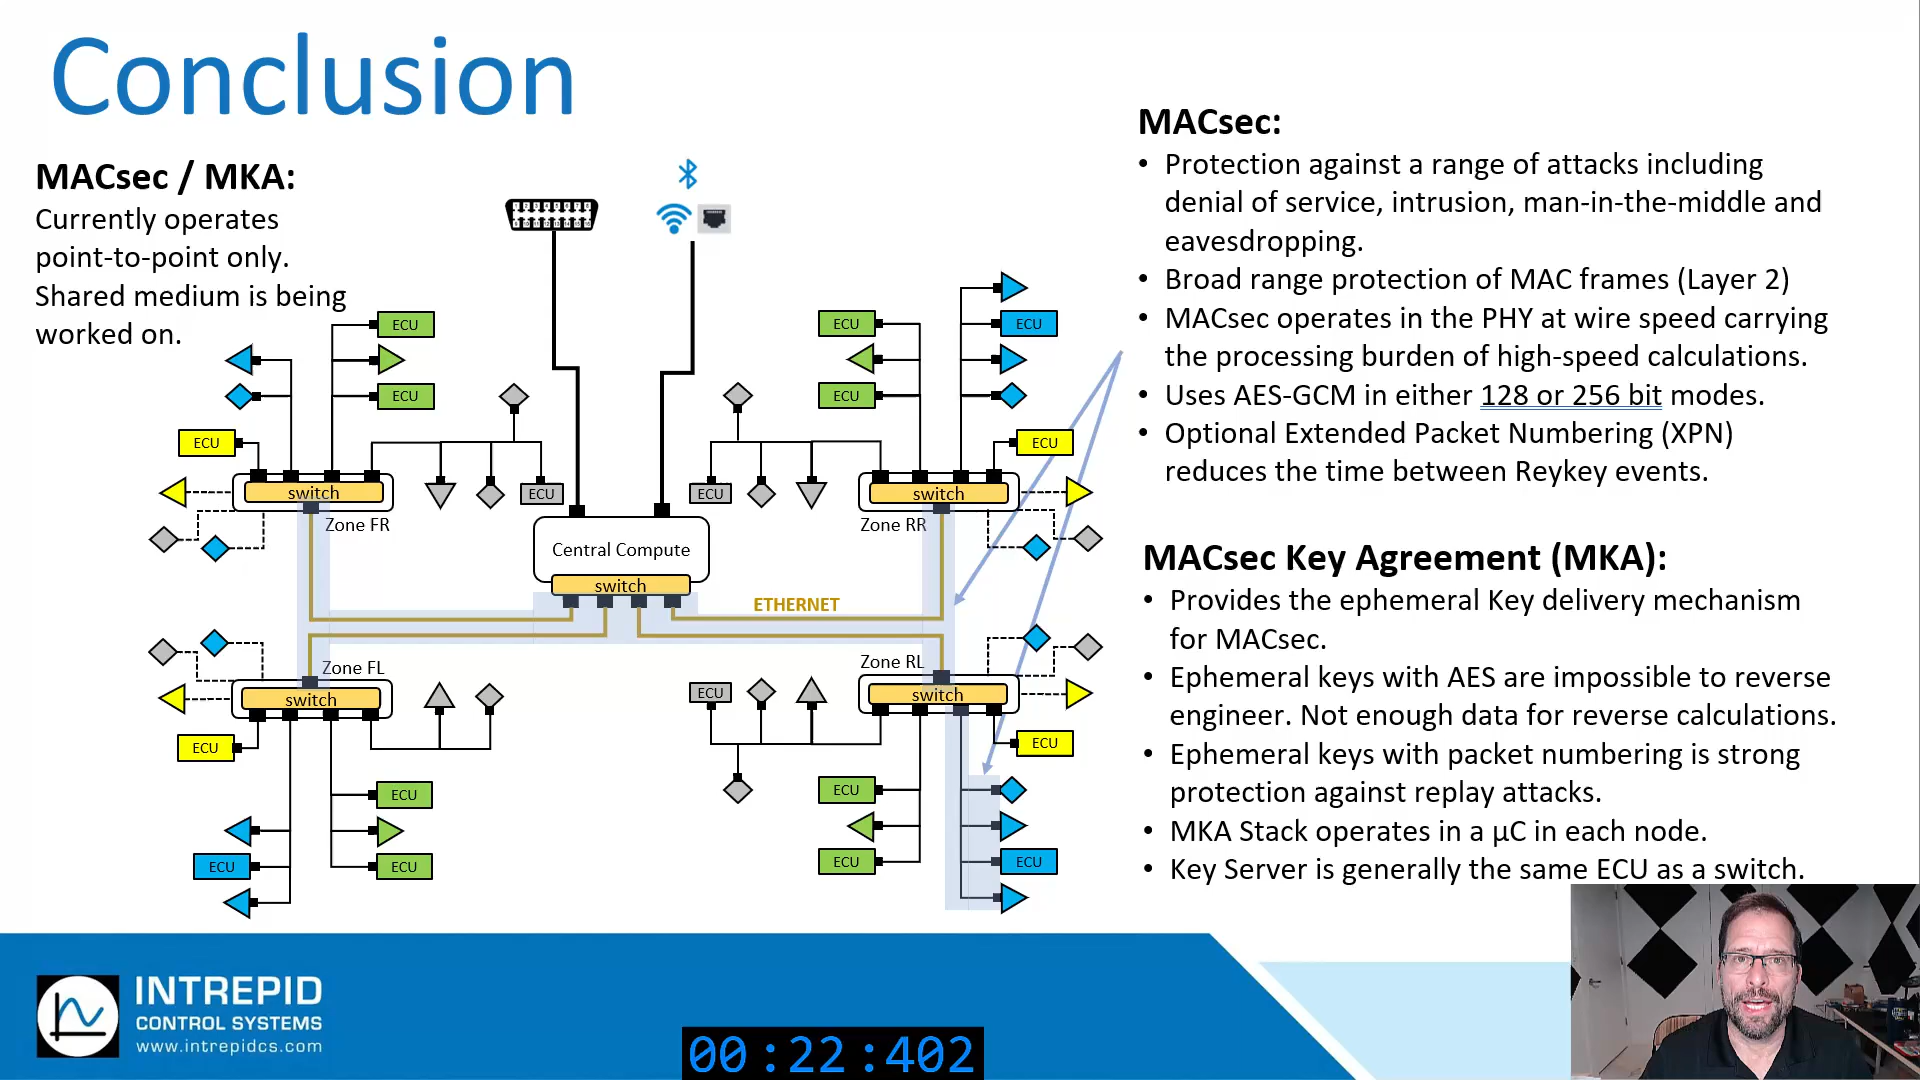 Conclusion
MACsec / MKA:
Currently operates
point-to-point only.
Shared medium is being
worked on.
MACsec:
• Protection against a range of attacks including
denial of service, intrusion, man-in-the-middle and
eavesdropping.
• Broad range protection of MAC frames (Layer 2)
• MACsec operates in the PHY at wire speed carrying
the processing burden of high-speed calculations.
• Uses AES-GCM in either 128 or 256 bit modes.
• Optional Extended Packet Numbering (XPN)
reduces the time between Reykey events.
MACsec Key Agreement (MKA):
• Provides the ephemeral Key delivery mechanism
for MACsec.
• Ephemeral keys with AES are impossible to reverse
engineer. Not enough data for reverse calculations.
• Ephemeral keys with packet numbering is strong
protection against replay attacks.
• MKA Stack operates in a µC in each node.
• Key Server is generally the same ECU as a switch.
ECU
ECU
ECU
ECU
switch
Zone FR
ECU
ECU
ECU
ECU
ECU
switch
Zone RR
Central Compute
switch
ETHERNET
Zone FL
switch
ECU
ECU
ECU
ECU
Zone RL
switch
ECU
ECU
ECU
ECU
ECU
INTREPID
CONTROL SYSTEMS
www.intrepidcs.com
00:22:402